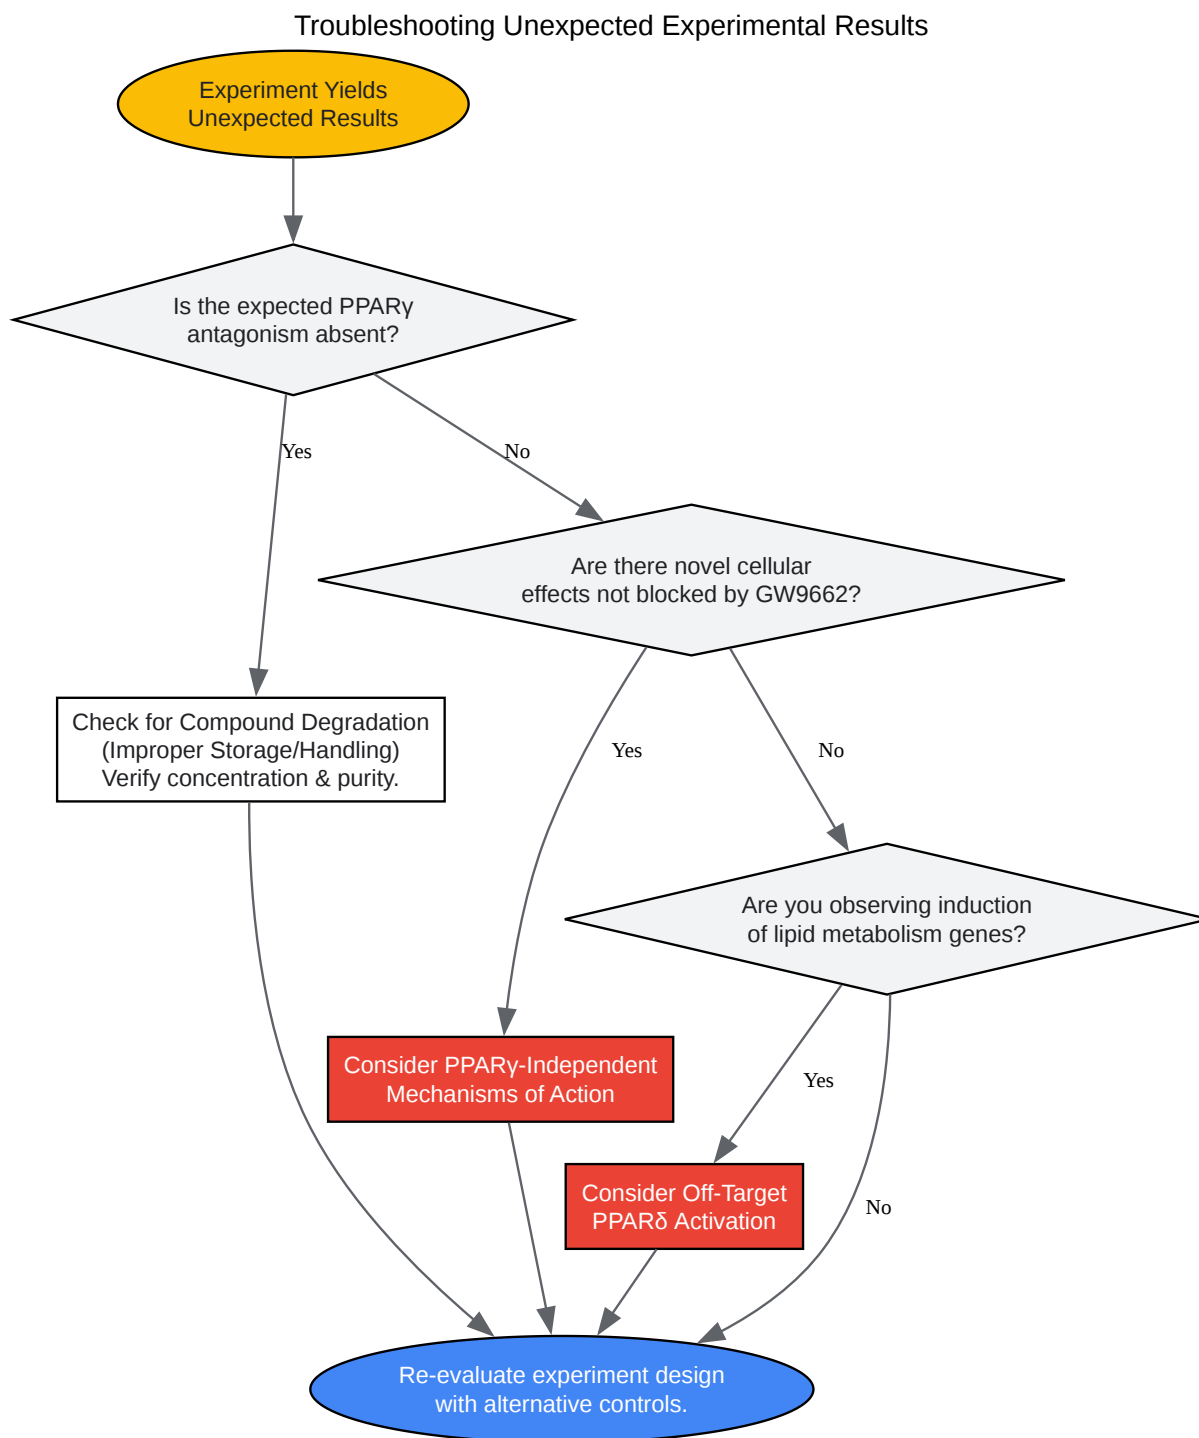 Troubleshooting Unexpected Experimental Results
Experiment Yields
Unexpected Results
Is the expected PPARγ
antagonism absent?
Yes
No
Are there novel cellular
effects not blocked by GW9662?
Check for Compound Degradation
(Improper Storage/Handling)
Verify concentration & purity.
Yes
No
Are you observing induction
of lipid metabolism genes?
Consider PPARγ-Independent
Mechanisms of Action
Yes
Consider Off-Target
PPARδ Activation
No
Re-evaluate experiment design
with alternative controls.